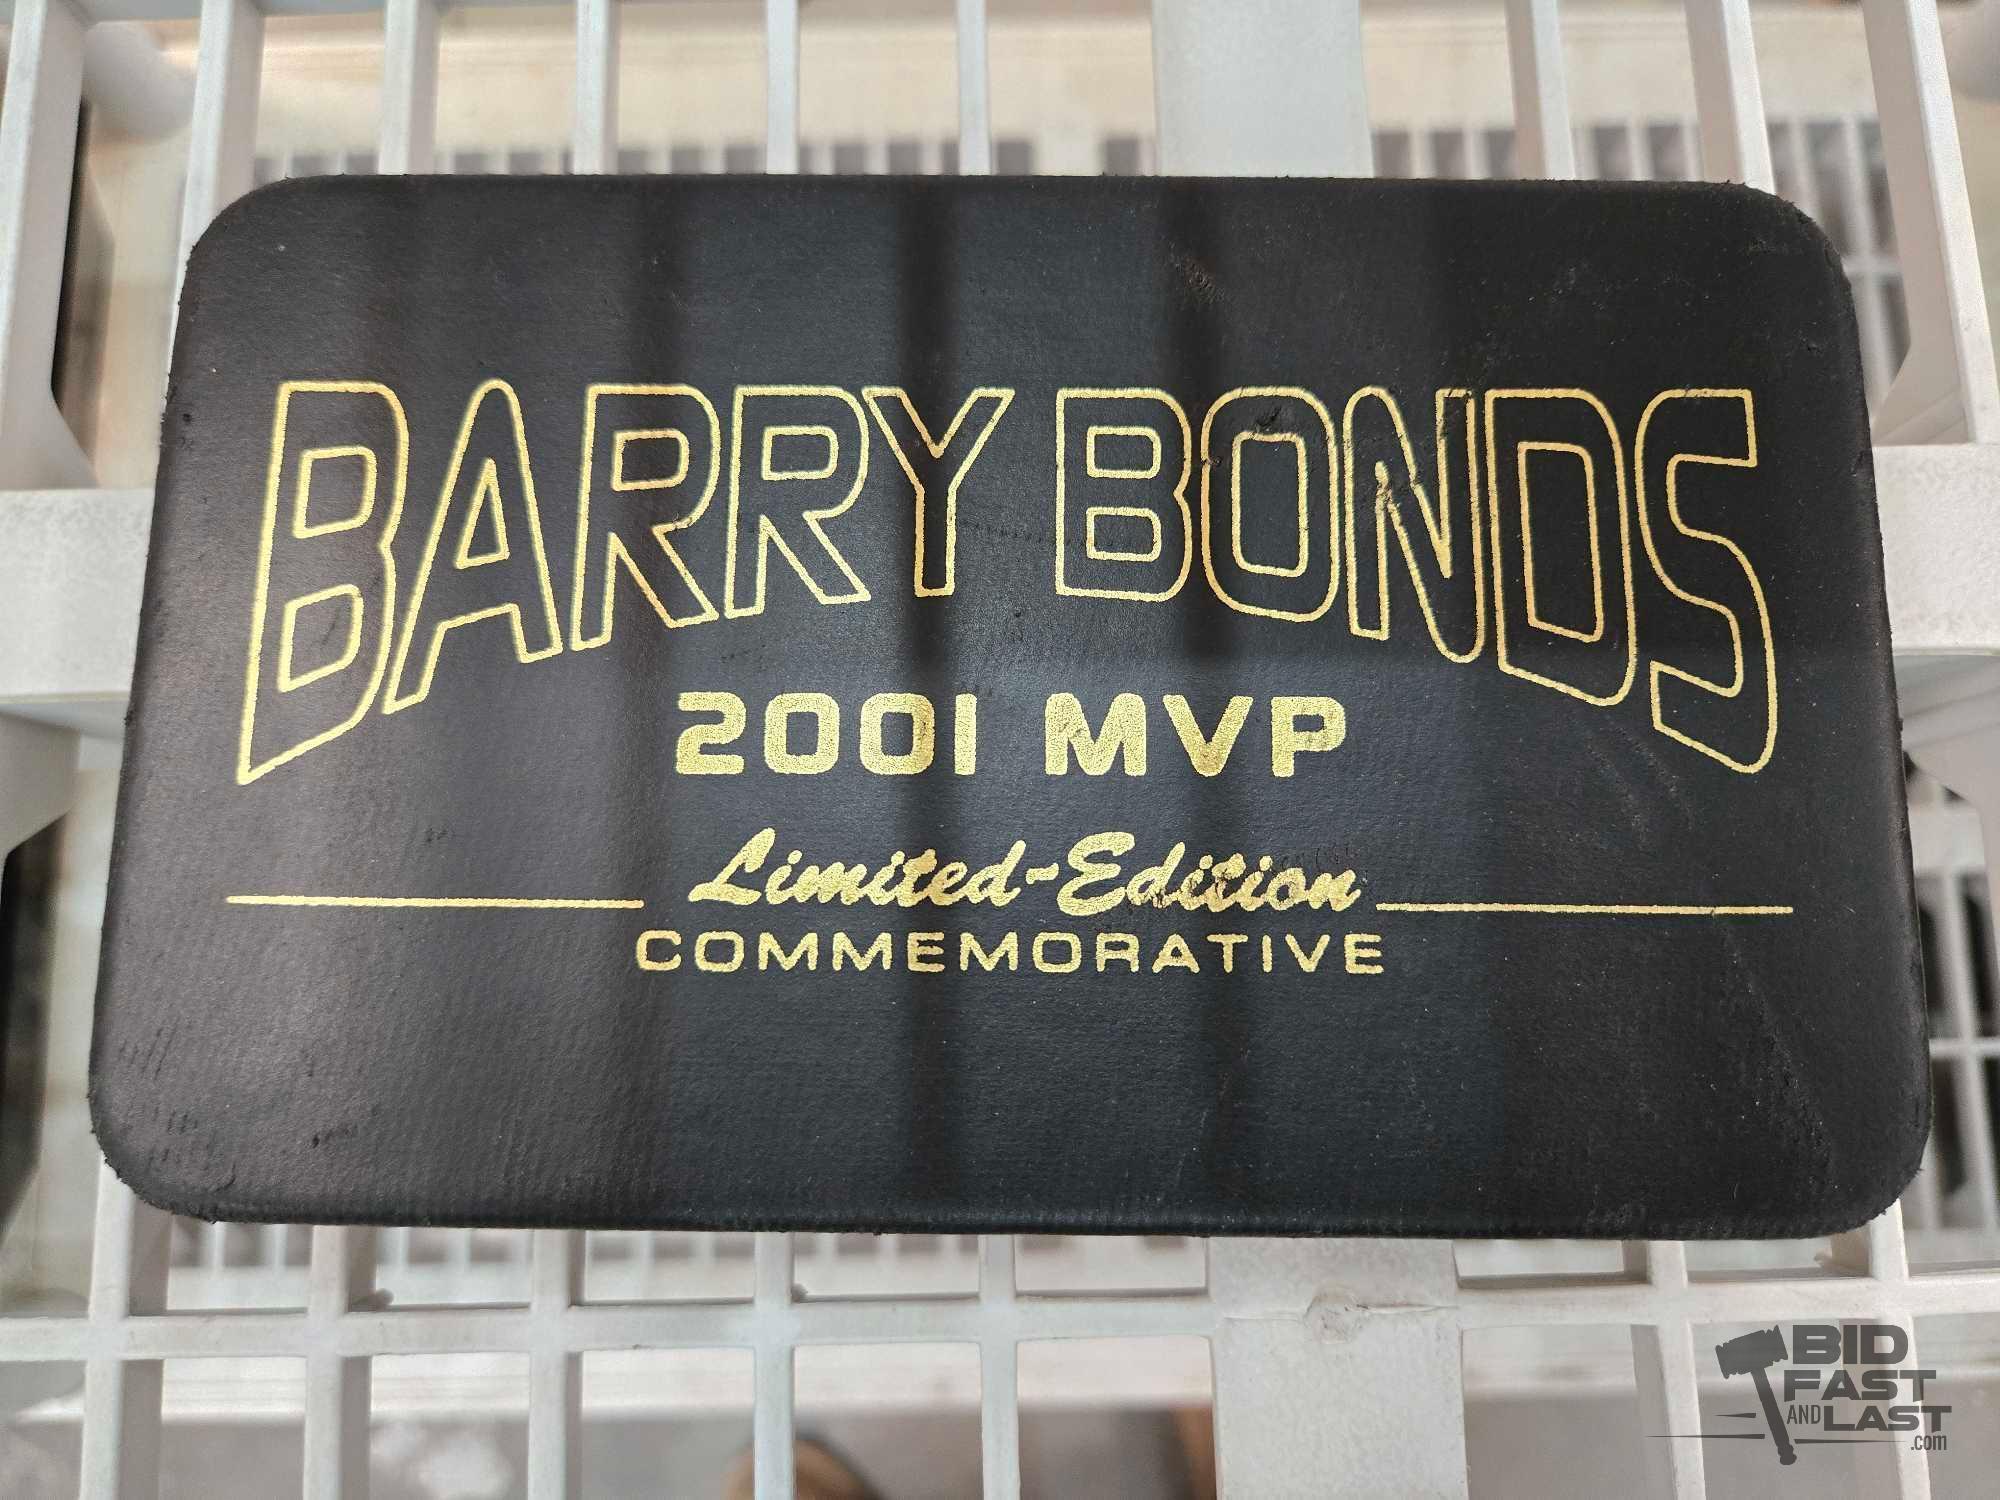 BARRY BONDS
2001 MVP
Limited-Edition
COMMEMORATIVE
BID
FAST
AND LAST
.com